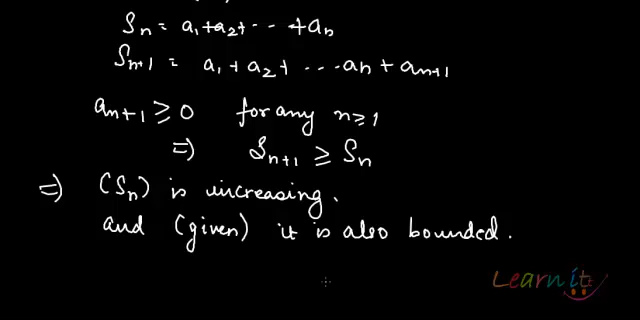 Sn = a1+a2+ ... +an
Sn+1 = a1 + a2 + ... an + an+1
an+1 ≥ 0 for any n ≥ 1
⇒ Sn+1 ≥ Sn
⇒ (Sn) is increasing.
and (given) it is also bounded.
Learnit